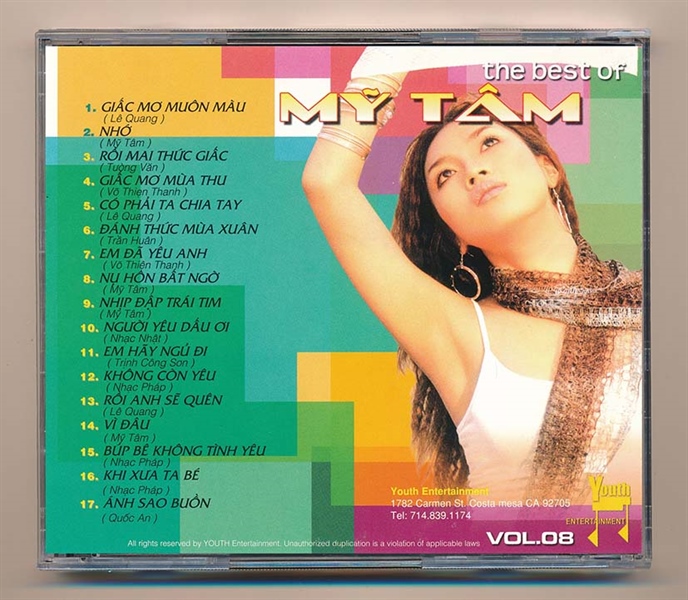 the best of
MỸ TÂM
1. GIẤC MƠ MUÔN MÀU
( Lê Quang )
2. NHỚ
( Mỹ Tâm )
3. RỒI MAI THỨC GIẤC
( Tường Văn )
4. GIẤC MƠ MÙA THU
( Võ Thiện Thanh )
5. CÓ PHẢI TA CHIA TAY
( Lê Quang )
6. ĐÁNH THỨC MÙA XUÂN
( Trần Huân )
7. EM ĐÃ YÊU ANH
( Võ Thiện Thanh )
8. NỤ HÔN BẤT NGỜ
( Mỹ Tâm )
9. NHỊP ĐẬP TRÁI TIM
( Mỹ Tâm )
10. NGƯỜI YÊU DẤU ƠI
( Nhạc Nhật )
11. EM HÃY NGỦ ĐI
( Trịnh Công Sơn )
12. KHÔNG CÒN YÊU
( Nhạc Pháp )
13. RỒI ANH SẼ QUÊN
( Lê Quang )
14. VÌ ĐÂU
( Mỹ Tâm )
15. BÚP BÊ KHÔNG TÌNH YÊU
( Nhạc Pháp )
16. KHI XƯA TA BÉ
( Nhạc Pháp )
17. ÁNH SAO BUỒN
( Quốc An )
Youth Entertainment
1782 Carmen St. Costa mesa CA 92705
Tel: 714.839.1174
Youth
ENTERTAINMENT
All rights reserved by YOUTH Entertainment. Unauthorized duplication is a violation of applicable laws
VOL.08